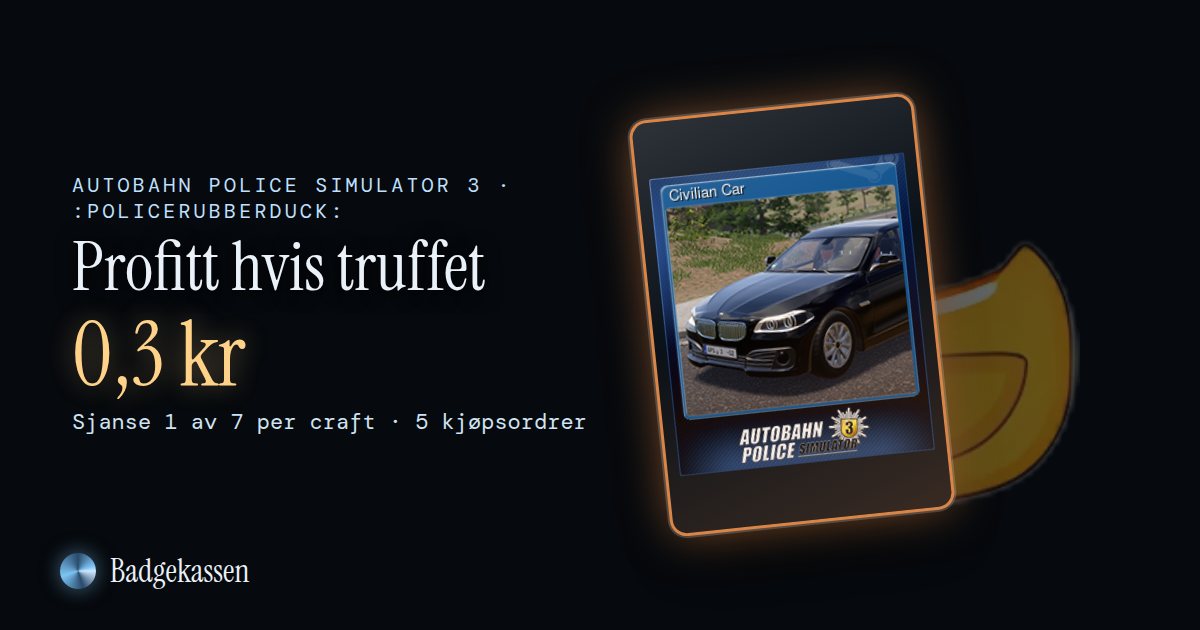 AUTOBAHN POLICE SIMULATOR 3 ·
:POLICERUBBERDUCK:
Profitt hvis truffet
0,3 kr
Sjanse 1 av 7 per craft · 5 kjøpsordrer
Badgekassen
Civilian Car
AUTOBAHN
POLICE SIMULATOR
3